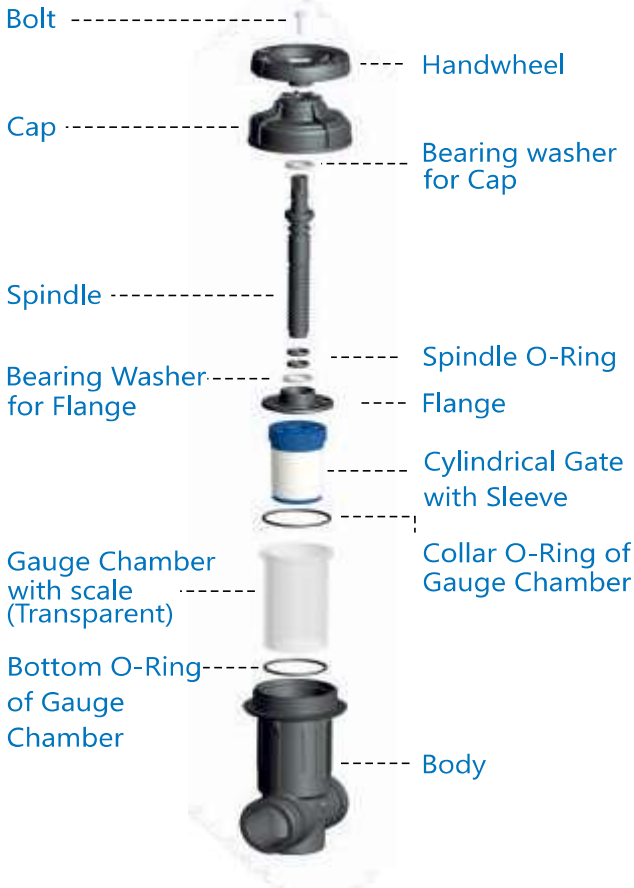 Bolt
Handwheel
Cap
Bearing washer
for Cap
Spindle
Spindle O-Ring
Bearing Washer
for Flange
Flange
Cylindrical Gate
with Sleeve
Collar O-Ring of
Gauge Chamber
Gauge Chamber
with scale
(Transparent)
Bottom O-Ring
of Gauge
Chamber
Body